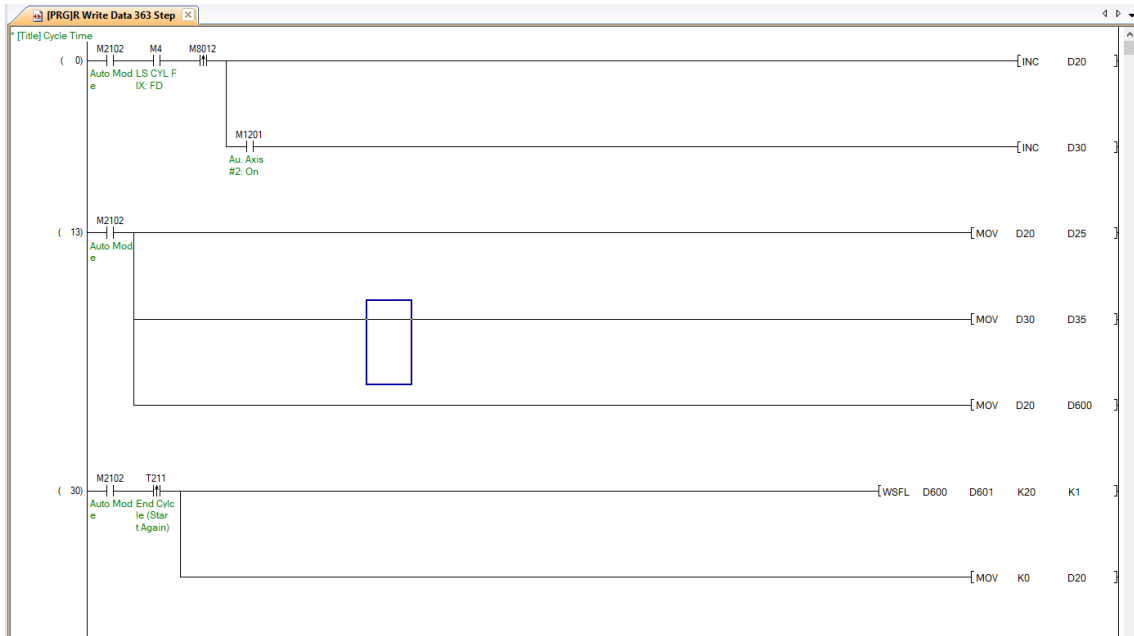 [PRG]R Write Data 363 Step
* [Title] Cycle Time
M2102 M4 M8012
( 0) [INC D20 ]
Auto Mod LS CYL F
e IX: FD
M1201
[INC D30 ]
Au. Axis
#2: On
M2102
( 13) [MOV D20 D25 ]
Auto Mod
e
[MOV D30 D35 ]
[MOV D20 D600 ]
M2102 T211
( 30) [WSFL D600 D601 K20 K1 ]
Auto Mod End Cylc
e le (Star
t Again)
[MOV K0 D20 ]